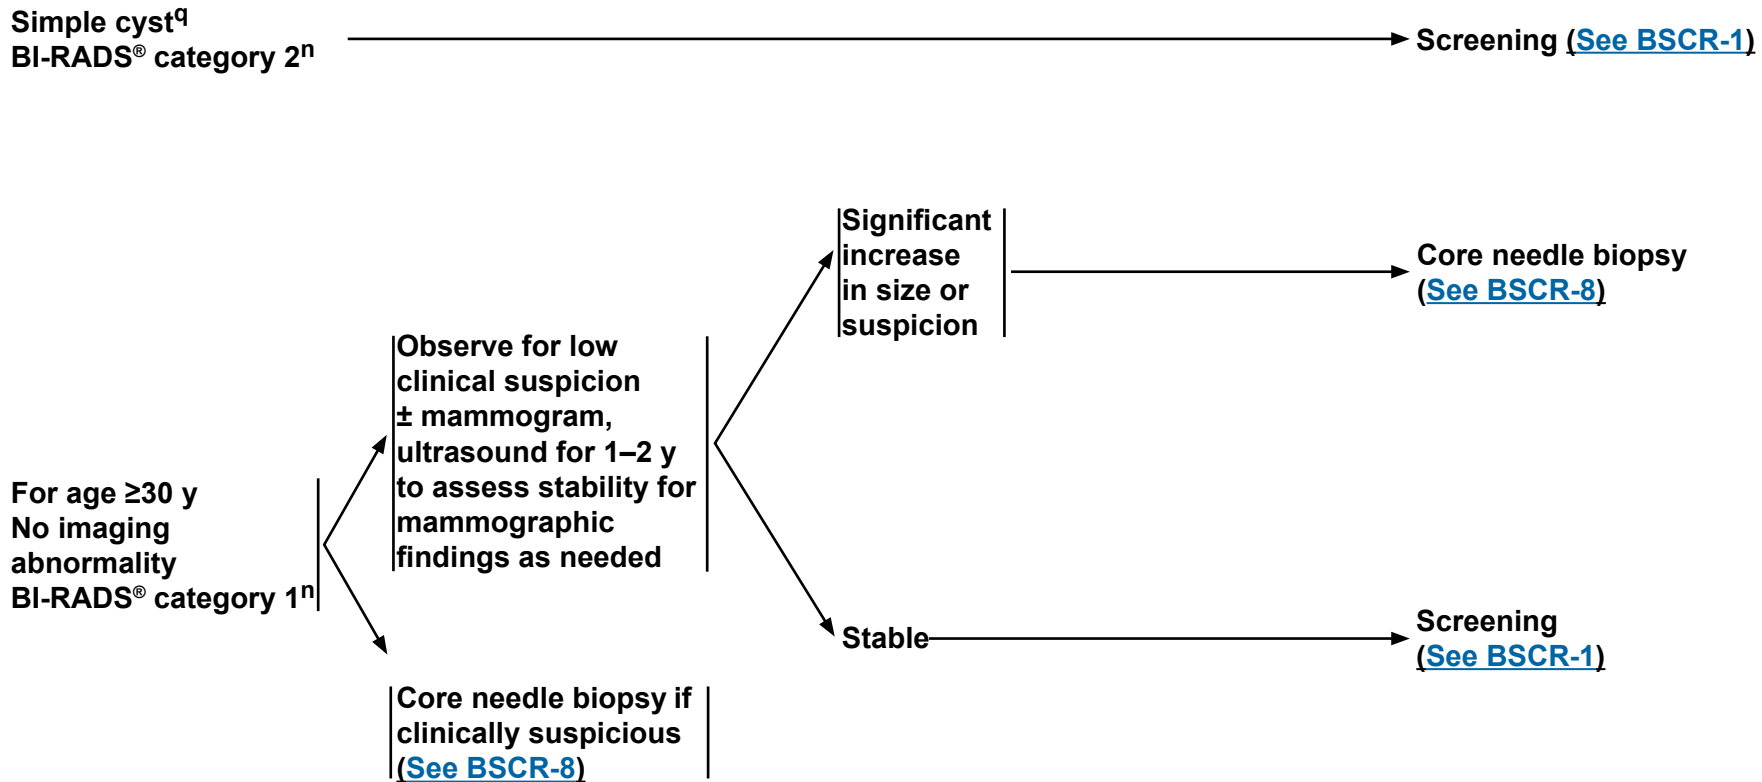 Simple cystq
BI-RADS® category 2n
Screening (See BSCR-1)
Significant
increase
in size or
suspicion
Core needle biopsy
(See BSCR-8)
Observe for low
clinical suspicion
± mammogram,
ultrasound for 1–2 y
to assess stability for
mammographic
findings as needed
For age ≥30 y
No imaging
abnormality
BI-RADS® category 1n
Stable
Screening
(See BSCR-1)
Core needle biopsy if
clinically suspicious
(See BSCR-8)